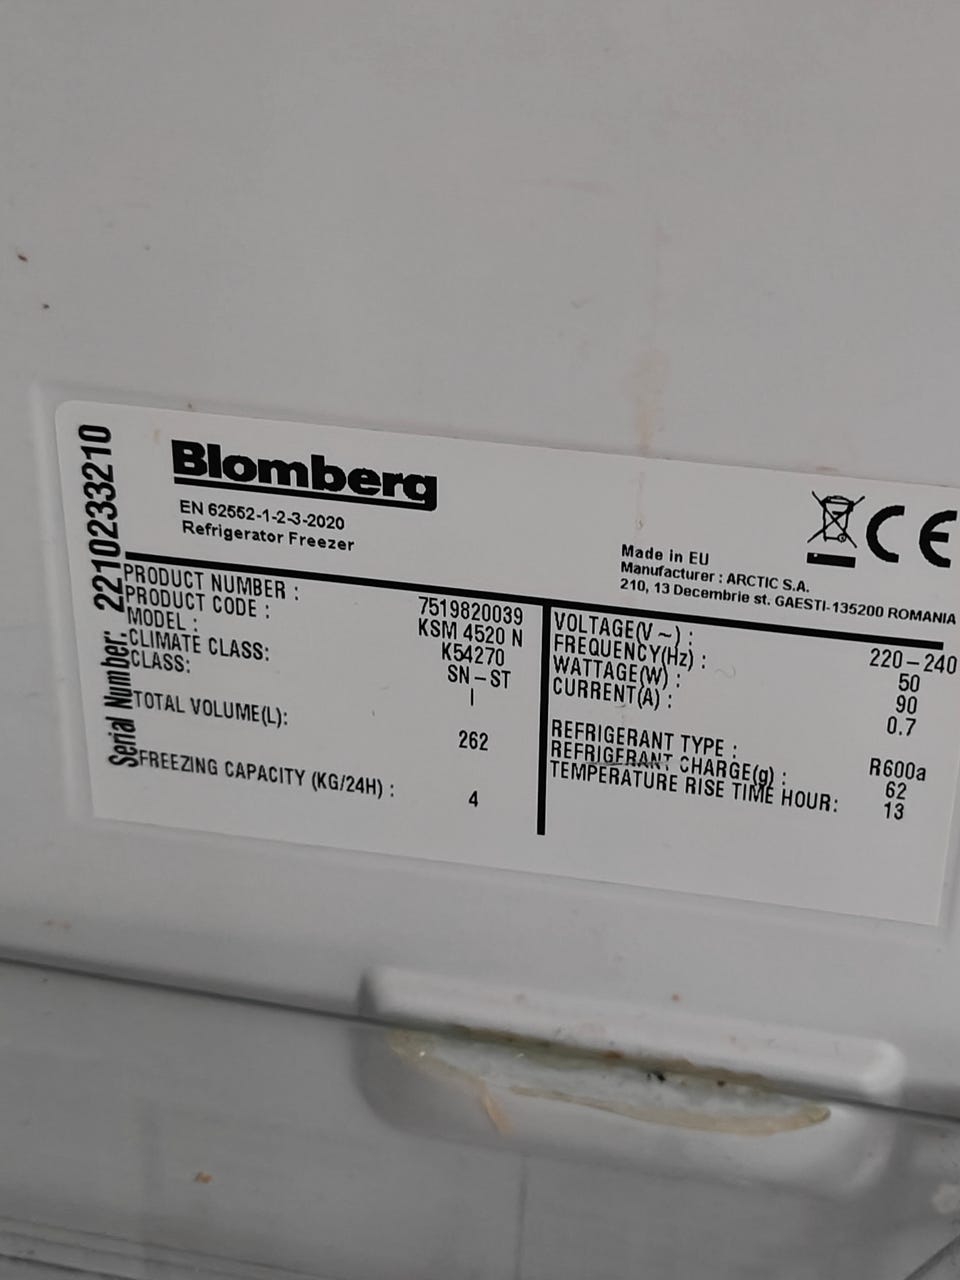 Blomberg
EN 62552-1-2-3-2020
Refrigerator Freezer
CE
Made in EU
Manufacturer : ARCTIC S.A.
210, 13 Decembrie st. GAESTI-135200 ROMANIA
Serial Number: 2210233210
PRODUCT NUMBER : 7519820039
PRODUCT CODE : KSM 4520 N
MODEL : K54270
CLIMATE CLASS: SN-ST
CLASS: I
TOTAL VOLUME(L): 262
FREEZING CAPACITY (KG/24H) : 4
VOLTAGE(V~) : 220-240
FREQUENCY(Hz) : 50
WATTAGE(W) : 90
CURRENT(A) : 0.7
REFRIGERANT TYPE : R600a
REFRIGERANT CHARGE(g) : 62
TEMPERATURE RISE TIME HOUR: 13